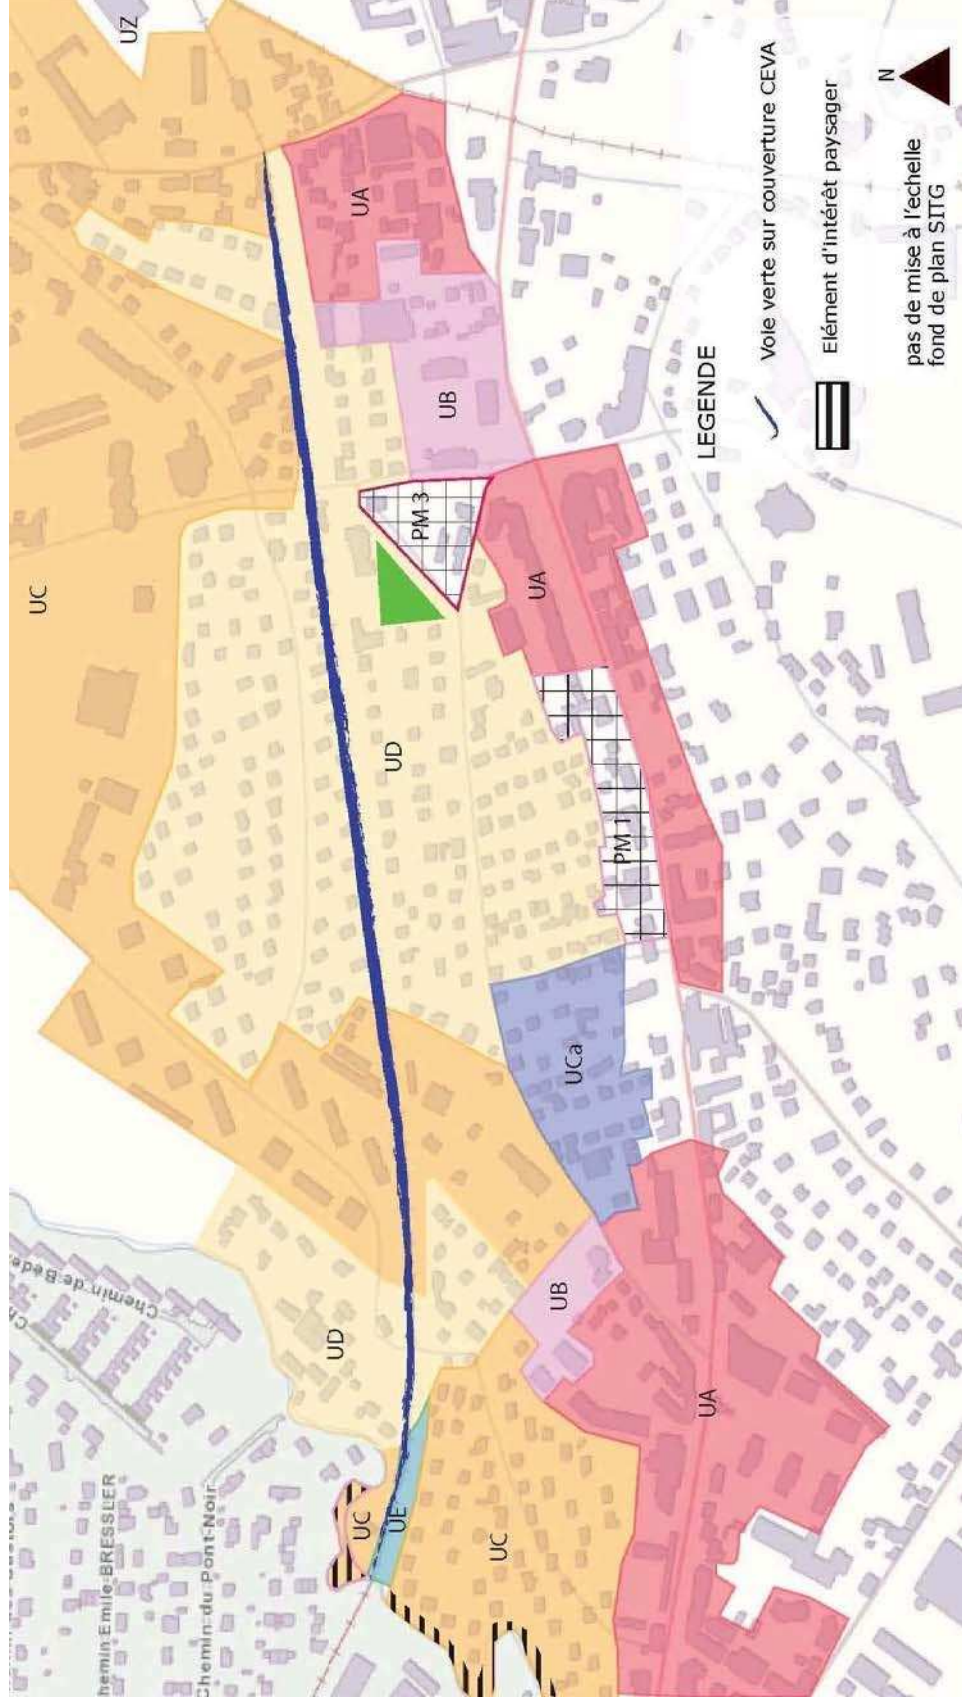 UZ
UA
UC
UB
PM 3
UA
UD
PM 1
UCa
UB
UD
UA
UC
UE
UC
Chemin de Bede
Chemin du Pont-Noir
hemin Emile BRESSLER
LEGENDE
Voie verte sur couverture CEVA
Elément d'intérêt paysager
N
pas de mise à l'echelle
fond de plan SITG